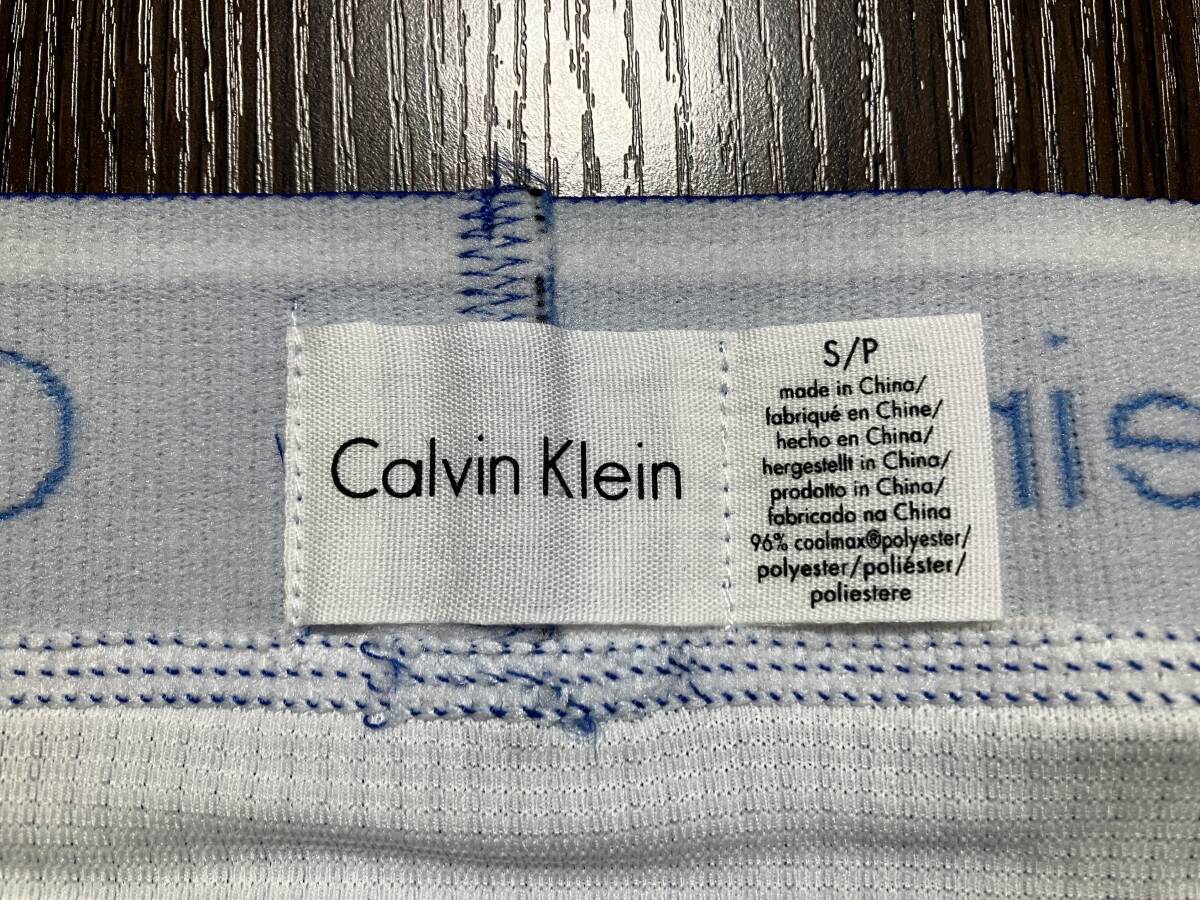 Calvin Klein
S/P
made in China/
fabriqué en Chine/
hecho en China/
hergestellt in China/
prodotto in China/
fabricado na China
96% coolmax®polyester/
polyester/poliéster/
poliestere